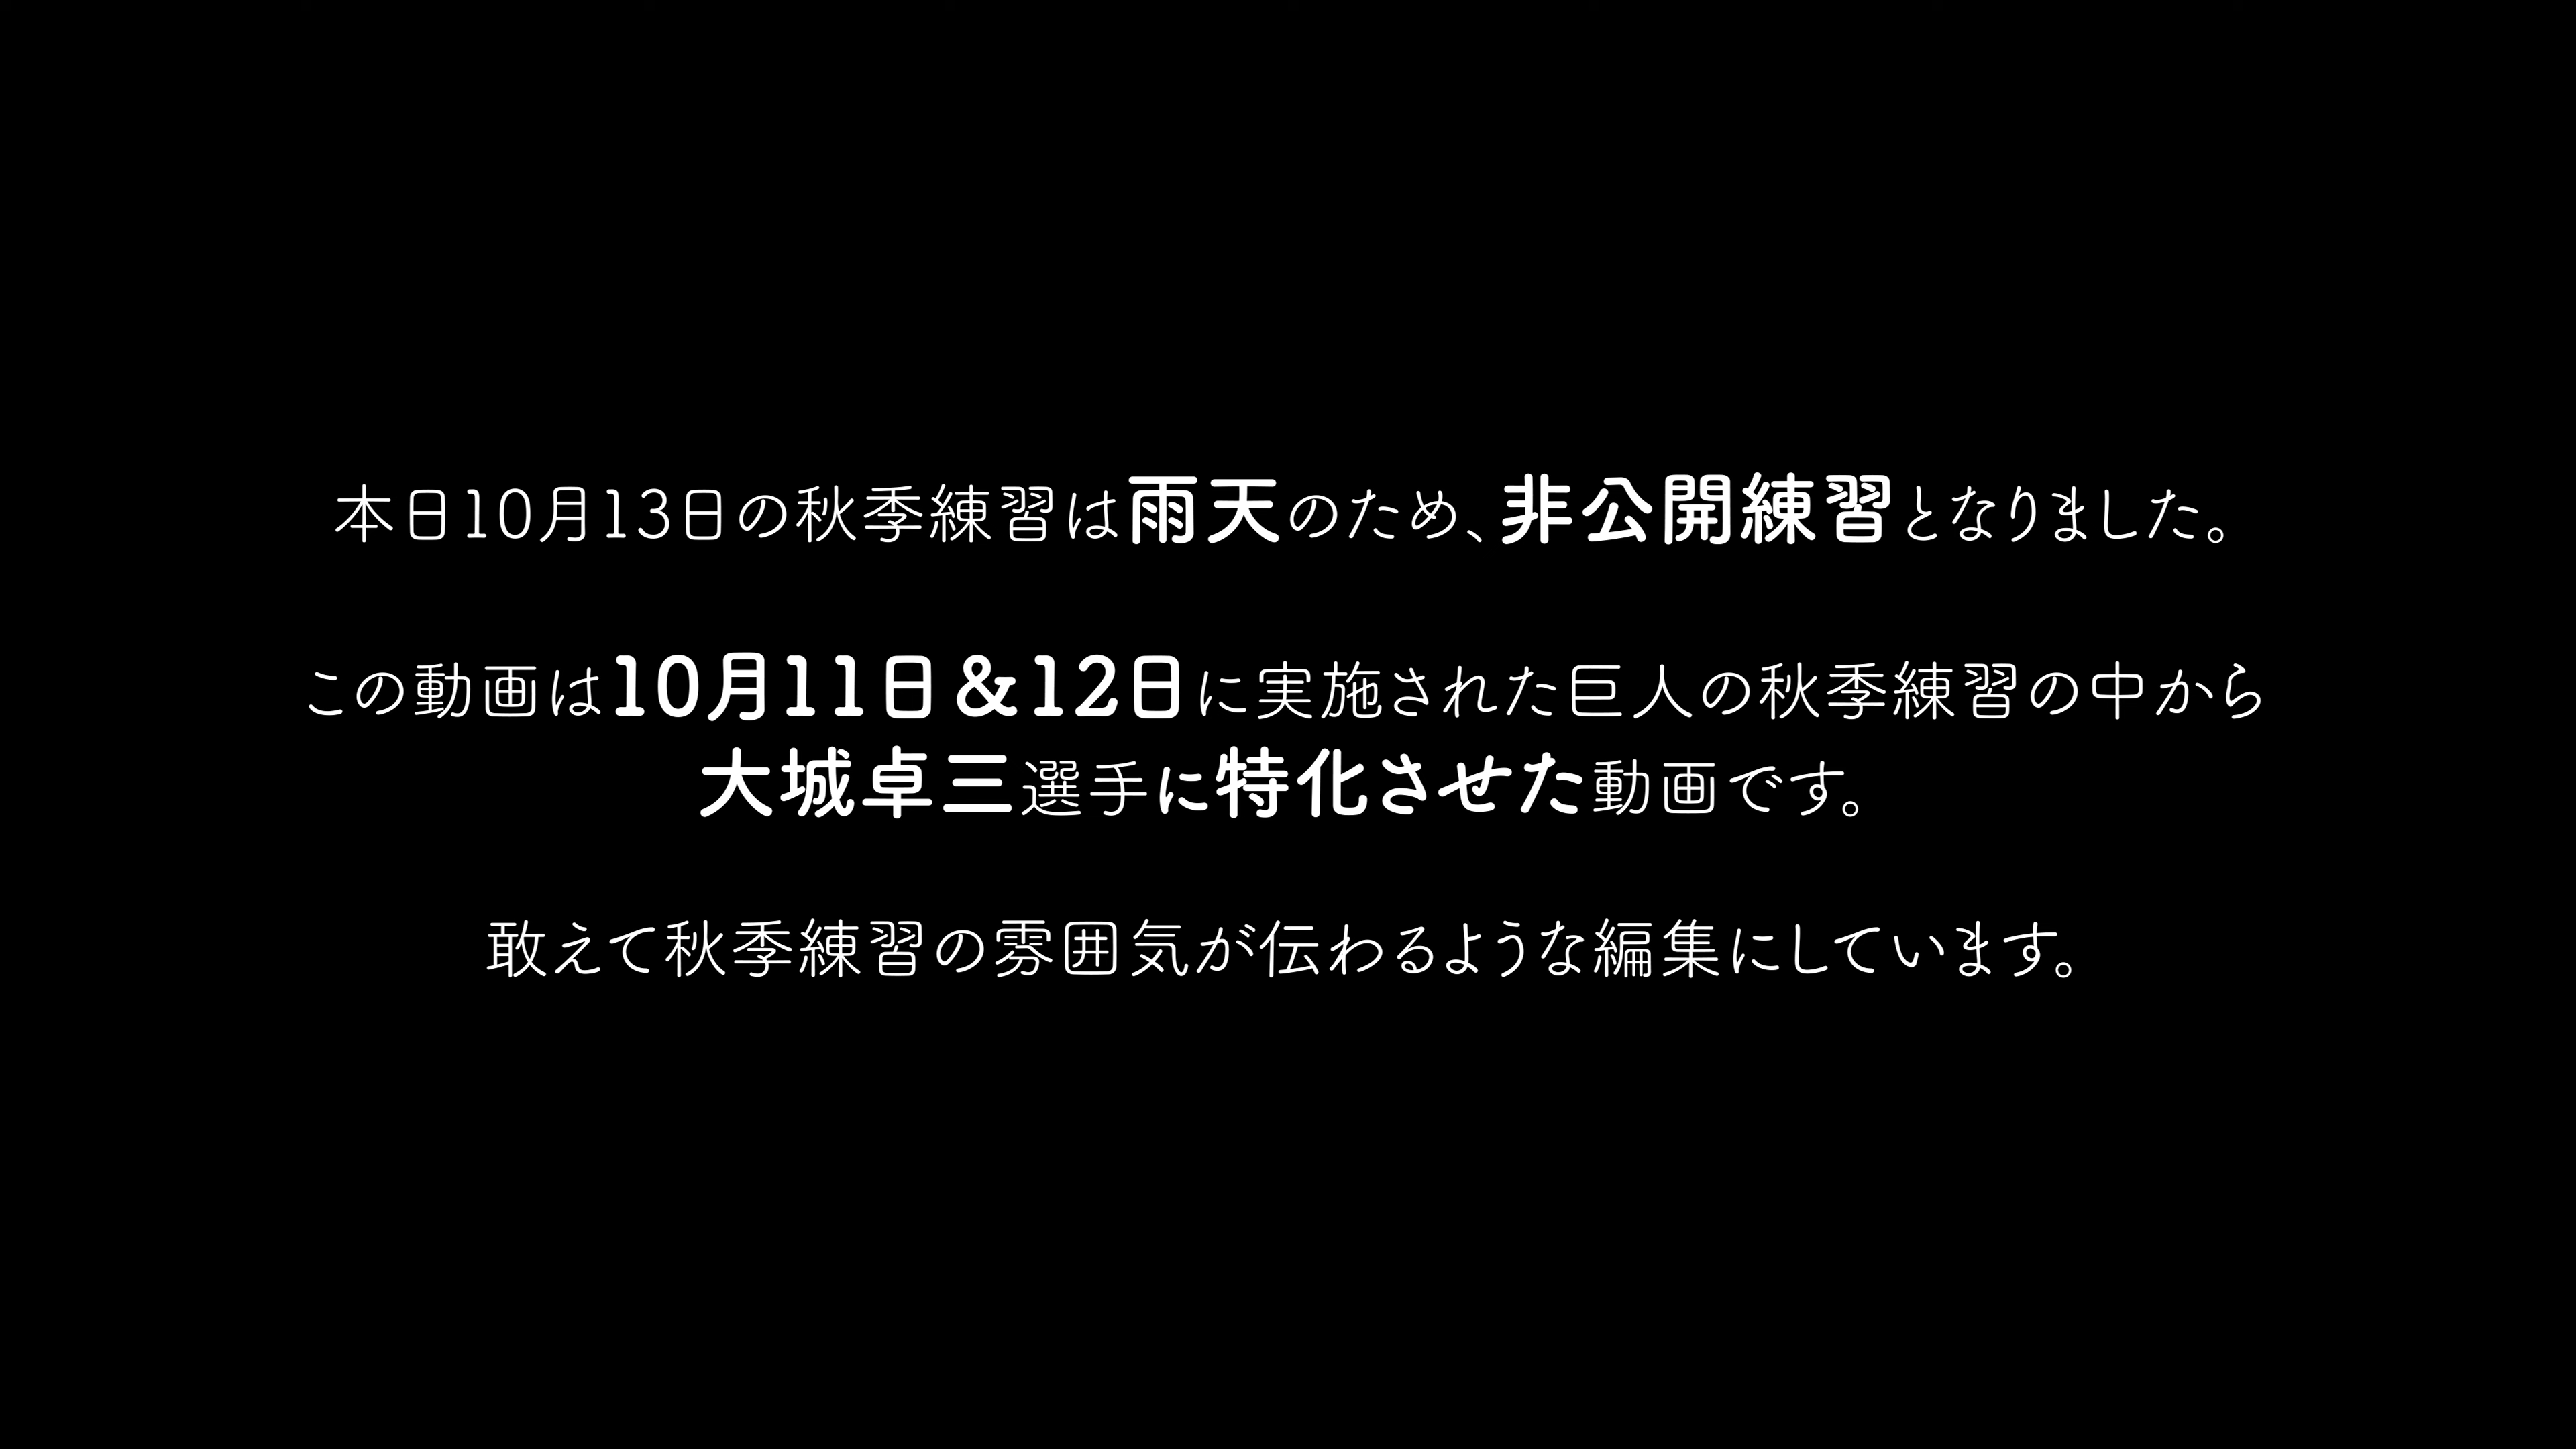 本日10月13日の秋季練習は雨天のため、非公開練習となりました。
この動画は10月11日&12日に実施された巨人の秋季練習の中から
大城卓三選手に特化させた動画です。
敢えて秋季練習の雰囲気が伝わるような編集にしています。